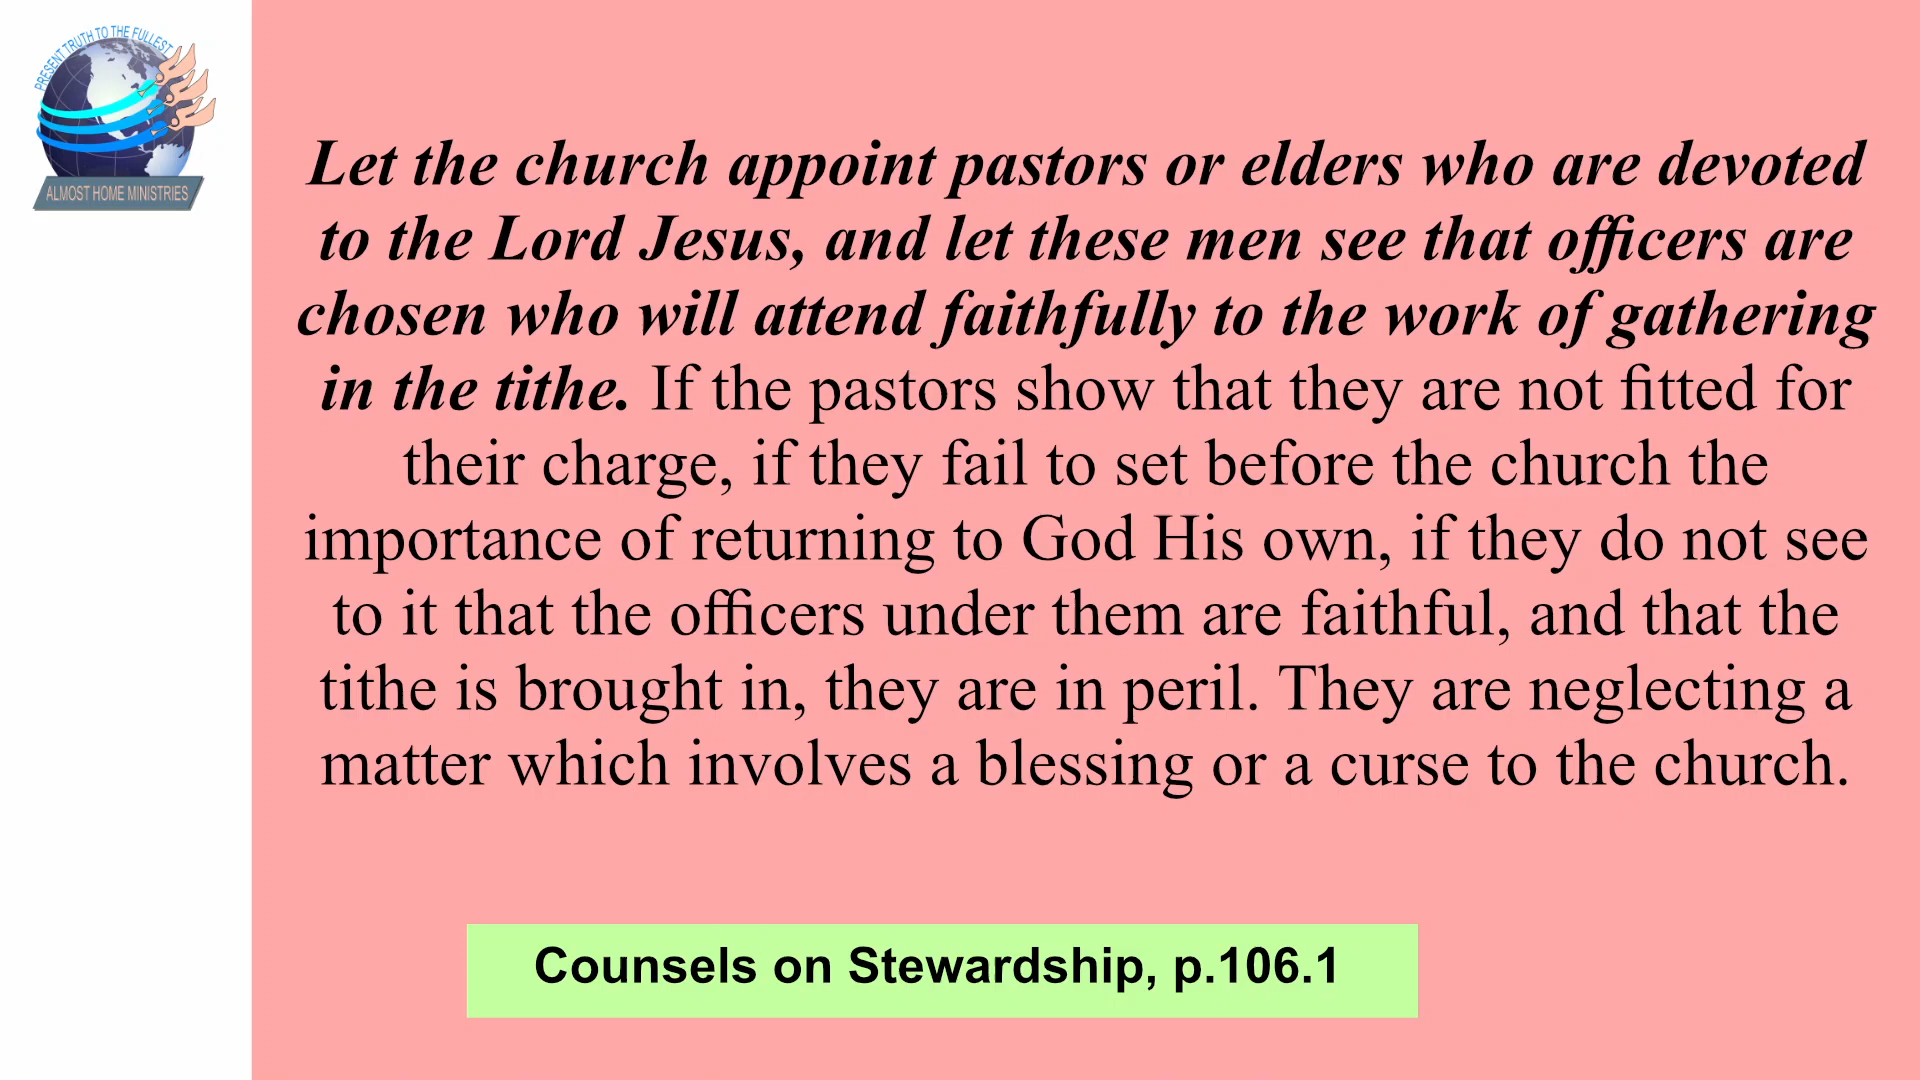 PRESENT TRUTH TO THE FULLEST
ALMOST HOME MINISTRIES
Let the church appoint pastors or elders who are devoted
to the Lord Jesus, and let these men see that officers are
chosen who will attend faithfully to the work of gathering
in the tithe. If the pastors show that they are not fitted for
their charge, if they fail to set before the church the
importance of returning to God His own, if they do not see
to it that the officers under them are faithful, and that the
tithe is brought in, they are in peril. They are neglecting a
matter which involves a blessing or a curse to the church.
Counsels on Stewardship, p.106.1